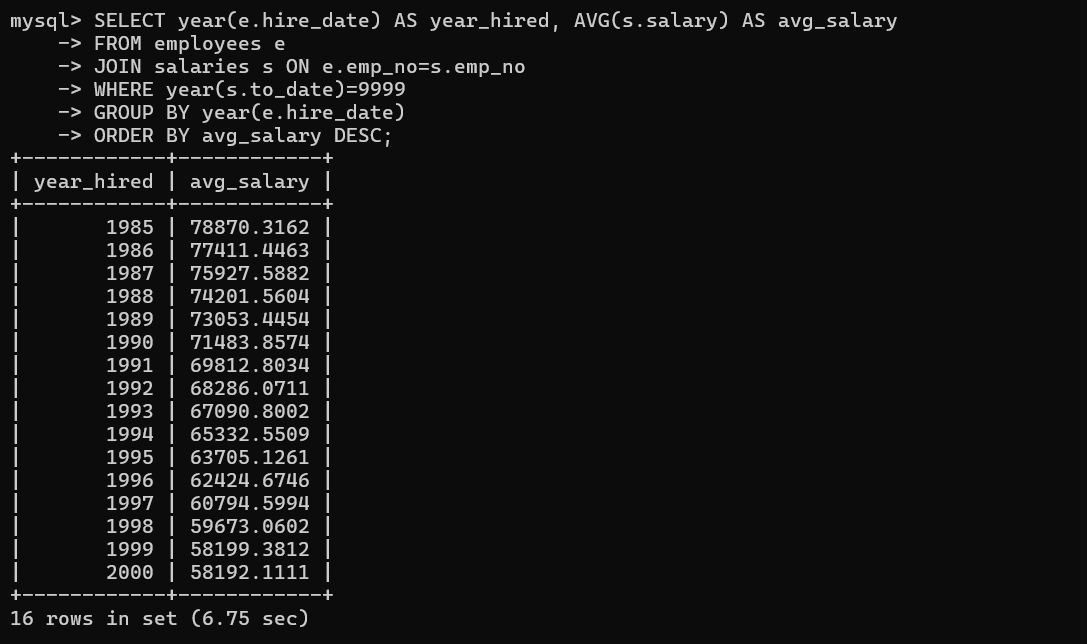 mysql> SELECT year(e.hire_date) AS year_hired, AVG(s.salary) AS avg_salary
    -> FROM employees e
    -> JOIN salaries s ON e.emp_no=s.emp_no
    -> WHERE year(s.to_date)=9999
    -> GROUP BY year(e.hire_date)
    -> ORDER BY avg_salary DESC;
+------------+------------+
| year_hired | avg_salary |
+------------+------------+
|       1985 | 78870.3162 |
|       1986 | 77411.4463 |
|       1987 | 75927.5882 |
|       1988 | 74201.5604 |
|       1989 | 73053.4454 |
|       1990 | 71483.8574 |
|       1991 | 69812.8034 |
|       1992 | 68286.0711 |
|       1993 | 67090.8002 |
|       1994 | 65332.5509 |
|       1995 | 63705.1261 |
|       1996 | 62424.6746 |
|       1997 | 60794.5994 |
|       1998 | 59673.0602 |
|       1999 | 58199.3812 |
|       2000 | 58192.1111 |
+------------+------------+
16 rows in set (6.75 sec)